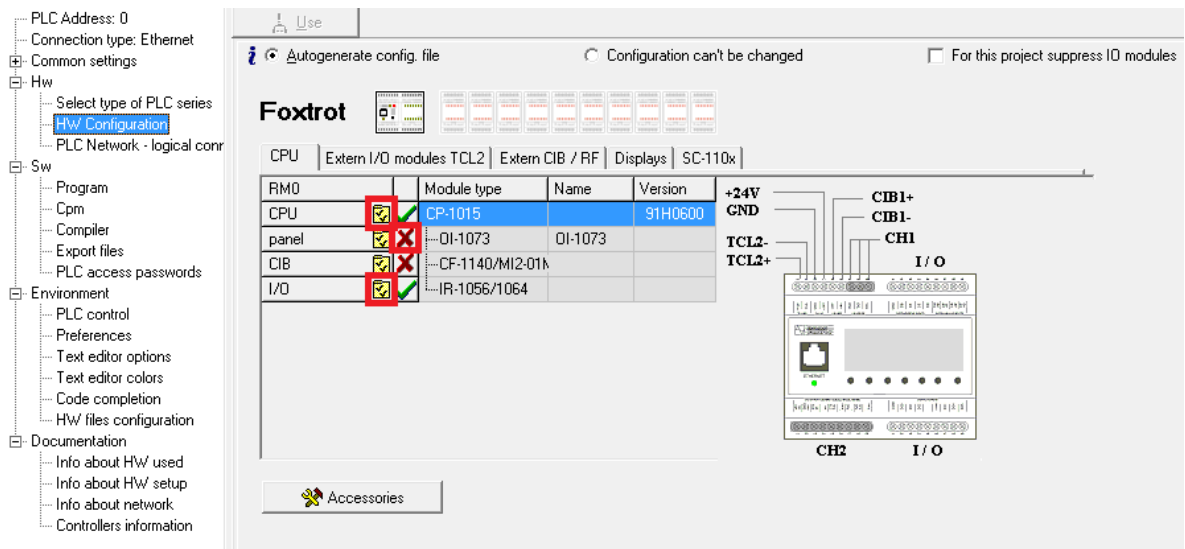 PLC Address: 0
Connection type: Ethernet
Common settings
Hw
Select type of PLC series
HW Configuration
PLC Network - logical conr
Sw
Program
Cpm
Compiler
Export files
PLC access passwords
Environment
PLC control
Preferences
Text editor options
Text editor colors
Code completion
HW files configuration
Documentation
Info about HW used
Info about HW setup
Info about network
Controllers information
Use
Autogenerate config. file
Configuration can't be changed
For this project suppress IO modules
Foxtrot
CPU
Extern I/O modules TCL2
Extern CIB / RF
Displays
SC-110x
RM0 Module type Name Version
CPU CP-1015 91H0600
panel OI-1073 OI-1073
CIB CF-1140/MI2-01M
I/O IR-1056/1064
+24V
GND
TCL2-
TCL2+
CIB1+
CIB1-
CH1
I / O
CH2
I / O
Accessories